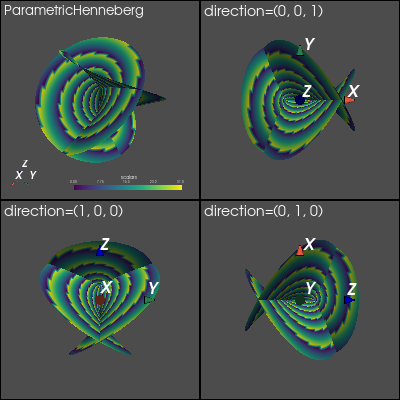 ParametricHenneberg
direction=(0, 0, 1)
Y
Z
X
Z
X Y
scalars
direction=(1, 0, 0)
direction=(0, 1, 0)
Z
X
Y
X
Y
Z